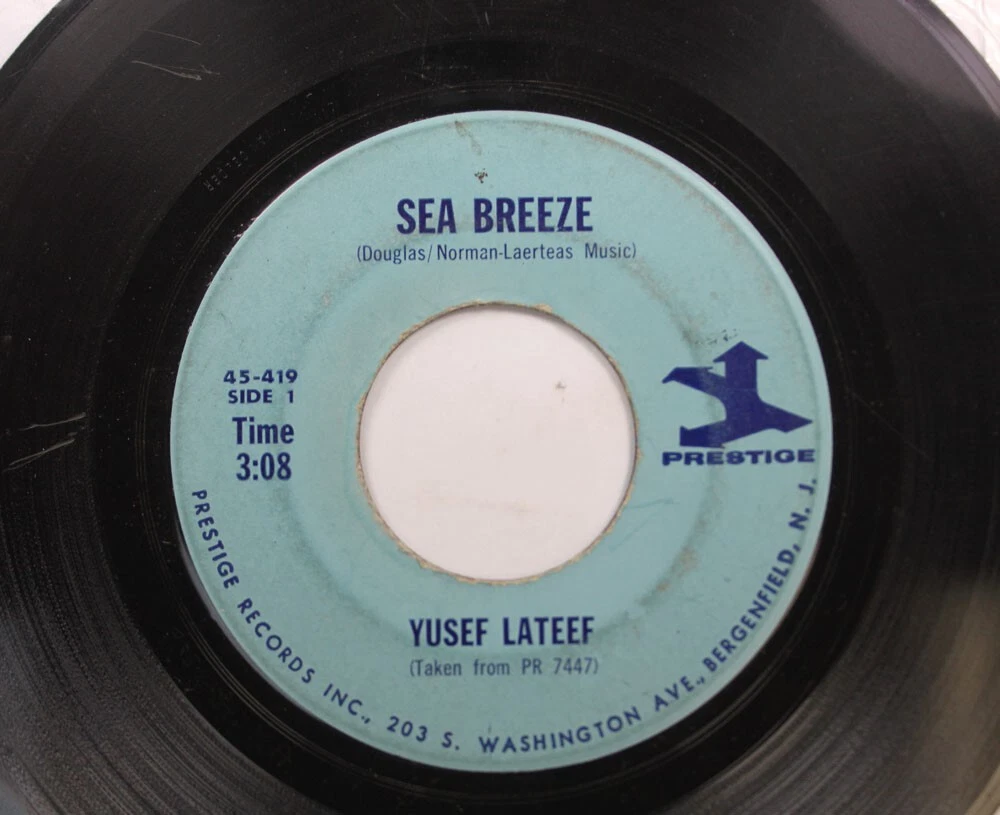 SEA BREEZE
(Douglas/Norman-Laerteas Music)
45-419
SIDE 1
Time
3:08
PRESTIGE
YUSEF LATEEF
(Taken from PR 7447)
PRESTIGE RECORDS INC., 203 S. WASHINGTON AVE., BERGENFIELD, N. J.